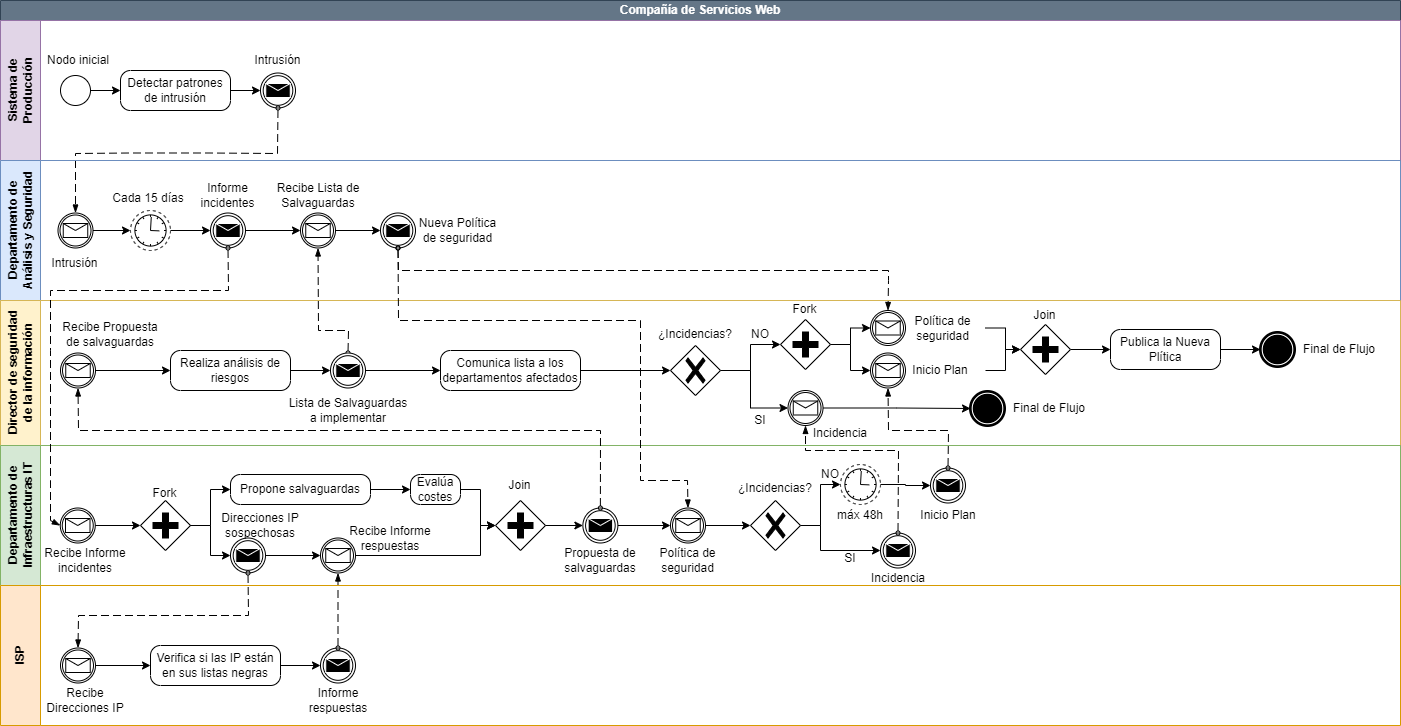 Compañía de Servicios Web
Sistema de
Producción
Nodo inicial
Detectar patrones
de intrusión
Intrusión
Departamento de
Análisis y Seguridad
Intrusión
Cada 15 días
Informe
incidentes
Recibe Lista de
Salvaguardas
Nueva Política
de seguridad
Director de seguridad
de la información
Recibe Propuesta
de salvaguardas
Realiza análisis de
riesgos
Lista de Salvaguardas
a implementar
Comunica lista a los
departamentos afectados
¿Incidencias?
NO
SI
Fork
Política de
seguridad
Inicio Plan
Incidencia
Join
Publica la Nueva
Plítica
Final de Flujo
Final de Flujo
Departamento de
Infraestructuras IT
Recibe Informe
incidentes
Fork
Propone salvaguardas
Evalúa
costes
Direcciones IP
sospechosas
Recibe Informe
respuestas
Join
Propuesta de
salvaguardas
Política de
seguridad
¿Incidencias?
NO
SI
máx 48h
Inicio Plan
Incidencia
ISP
Recibe
Direcciones IP
Verifica si las IP están
en sus listas negras
Informe
respuestas